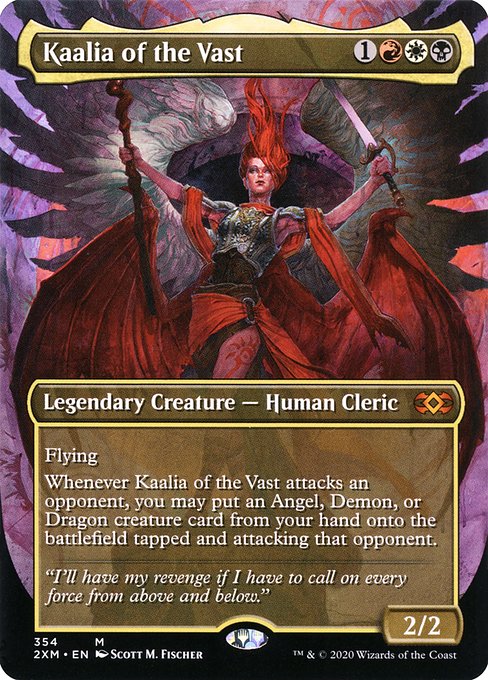 Kaalia of the Vast 1
Legendary Creature — Human Cleric
Flying
Whenever Kaalia of the Vast attacks an
opponent, you may put an Angel, Demon, or
Dragon creature card from your hand onto the
battlefield tapped and attacking that opponent.
“I’ll have my revenge if I have to call on every
force from above and below.”
2/2
354 M
2XM • EN Scott M. Fischer
™ & © 2020 Wizards of the Coast